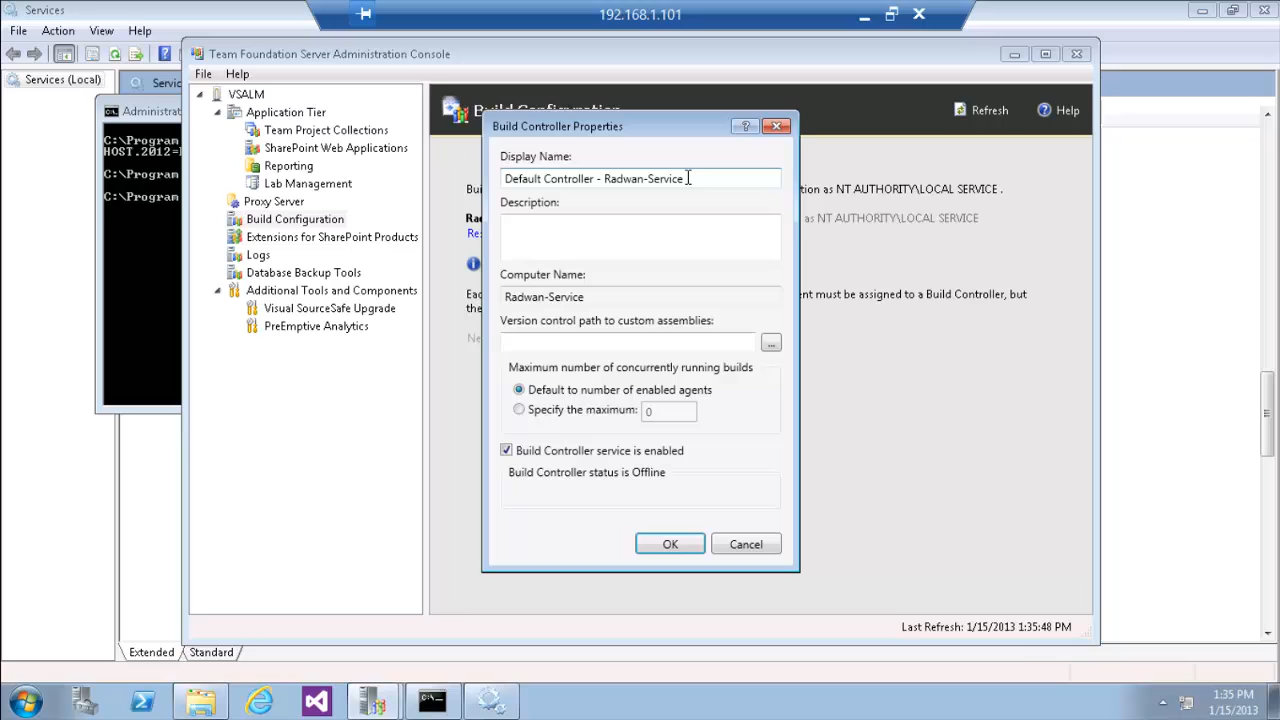 Services
192.168.1.101
File Action View Help
Team Foundation Server Administration Console
File Help
Services (Local)
VSALM
Application Tier
Team Project Collections
SharePoint Web Applications
Reporting
Lab Management
Proxy Server
Build Configuration
Extensions for SharePoint Products
Logs
Database Backup Tools
Additional Tools and Components
Visual SourceSafe Upgrade
PreEmptive Analytics
C:\Program
HOST.2012=
C:\Program
C:\Program
Refresh
Help
Build Controller Properties
Display Name:
Default Controller - Radwan-Service
Description:
Computer Name:
Radwan-Service
Version control path to custom assemblies:
...
Maximum number of concurrently running builds
Default to number of enabled agents
Specify the maximum: 0
Build Controller service is enabled
Build Controller status is Offline
OK Cancel
ion as NT AUTHORITY\LOCAL SERVICE .
as NT AUTHORITY\LOCAL SERVICE
ent must be assigned to a Build Controller, but
Last Refresh: 1/15/2013 1:35:48 PM
Extended Standard
1:35 PM
1/15/2013